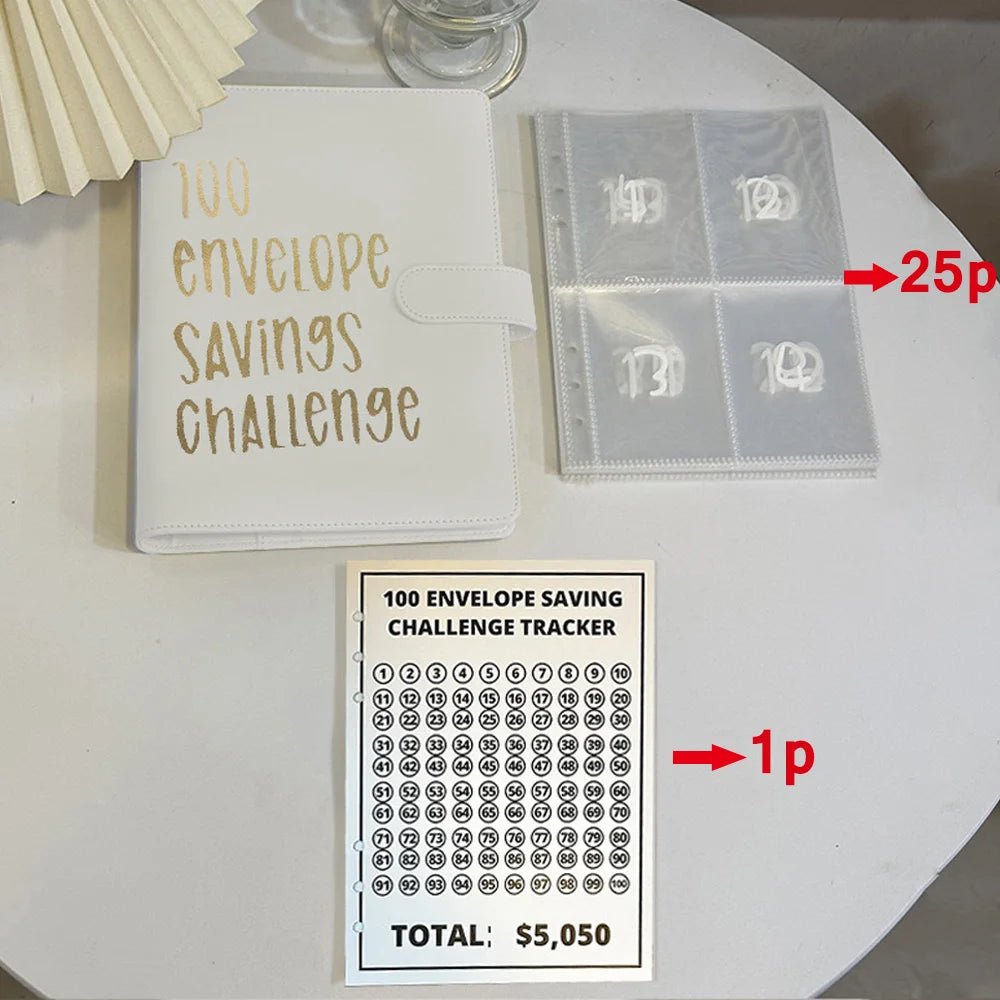 100
envelope
SAVings
CHALLenge
25p
100 ENVELOPE SAVING
CHALLENGE TRACKER
1 2 3 4 5 6 7 8 9 10
11 12 13 14 15 16 17 18 19 20
21 22 23 24 25 26 27 28 29 30
31 32 33 34 35 36 37 38 39 40
41 42 43 44 45 46 47 48 49 50
51 52 53 54 55 56 57 58 59 60
61 62 63 64 65 66 67 68 69 70
71 72 73 74 75 76 77 78 79 80
81 82 83 84 85 86 87 88 89 90
91 92 93 94 95 96 97 98 99 100
1p
TOTAL: $5,050